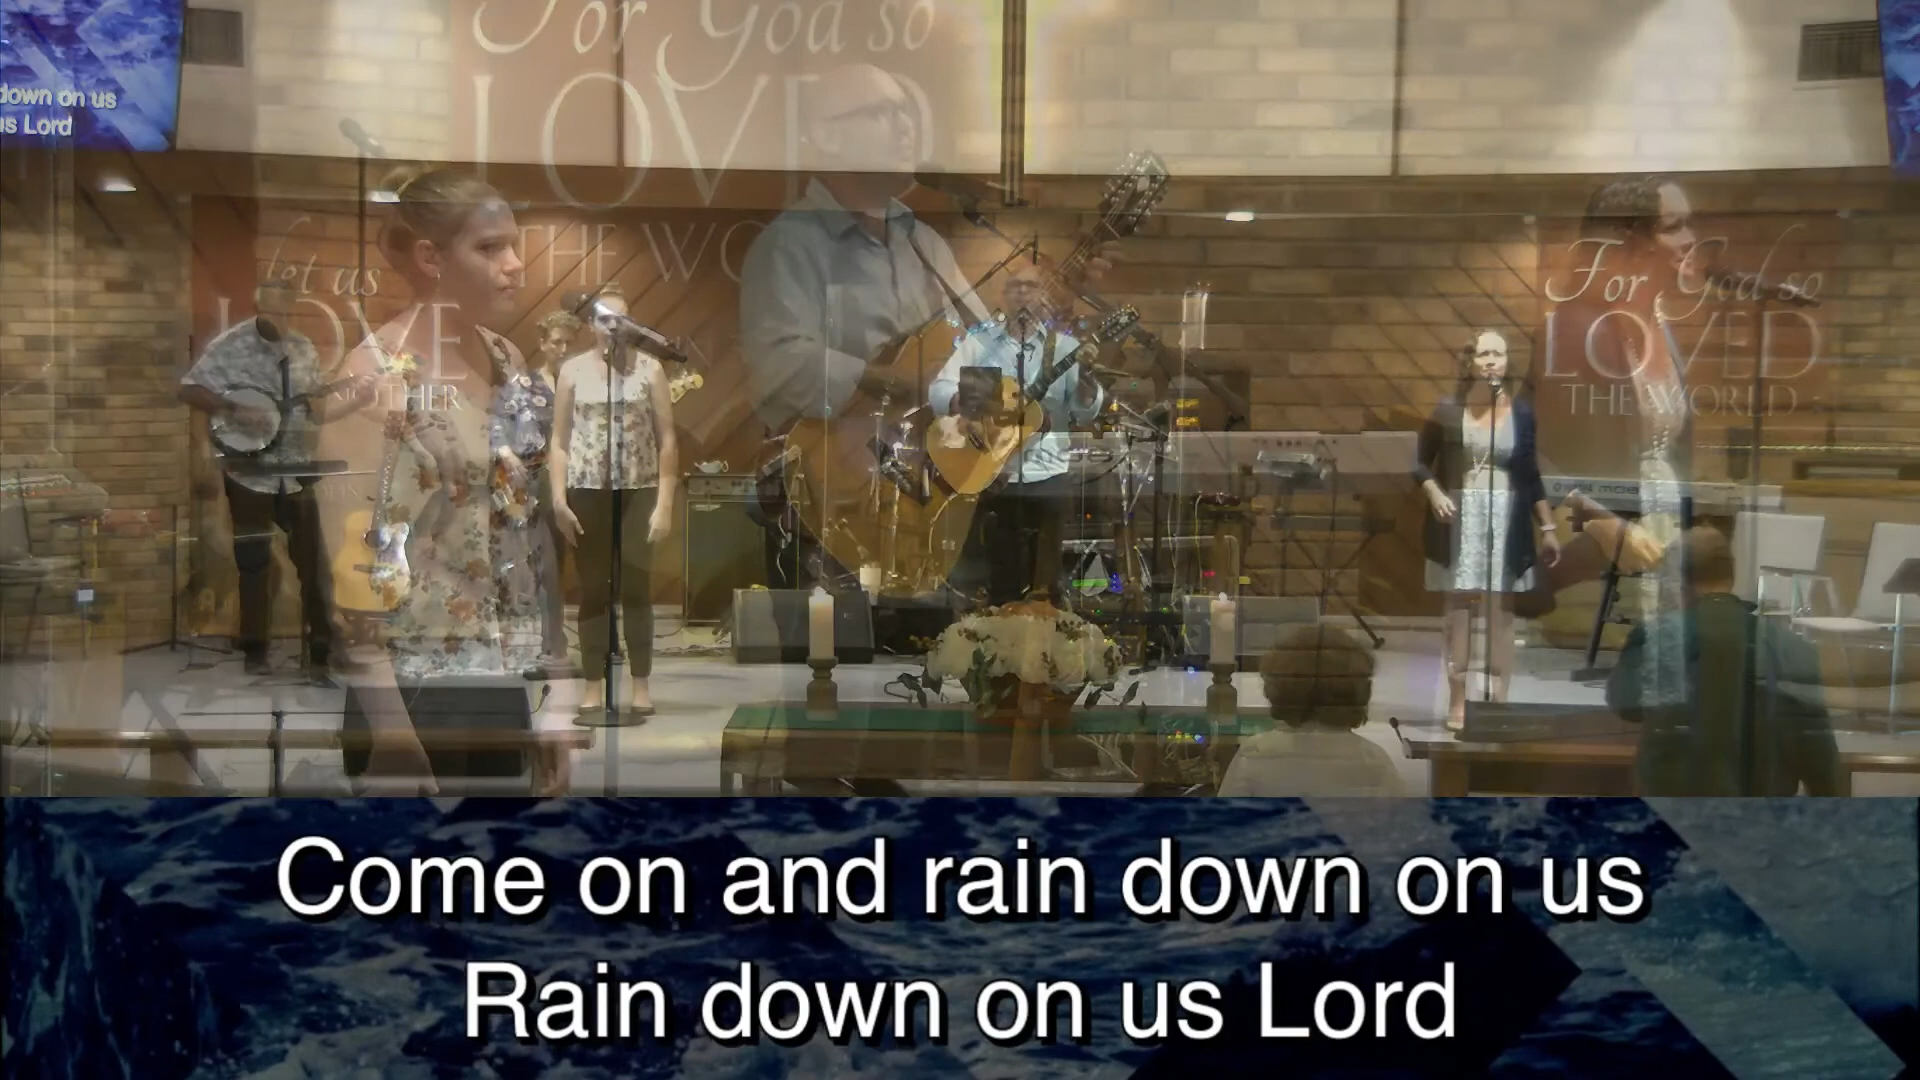 For God so
LOVED
THE WO
down on us
us Lord
let us
LOVE
NOTHER
For God so
LOVED
THE WORLD
Come on and rain down on us
Rain down on us Lord